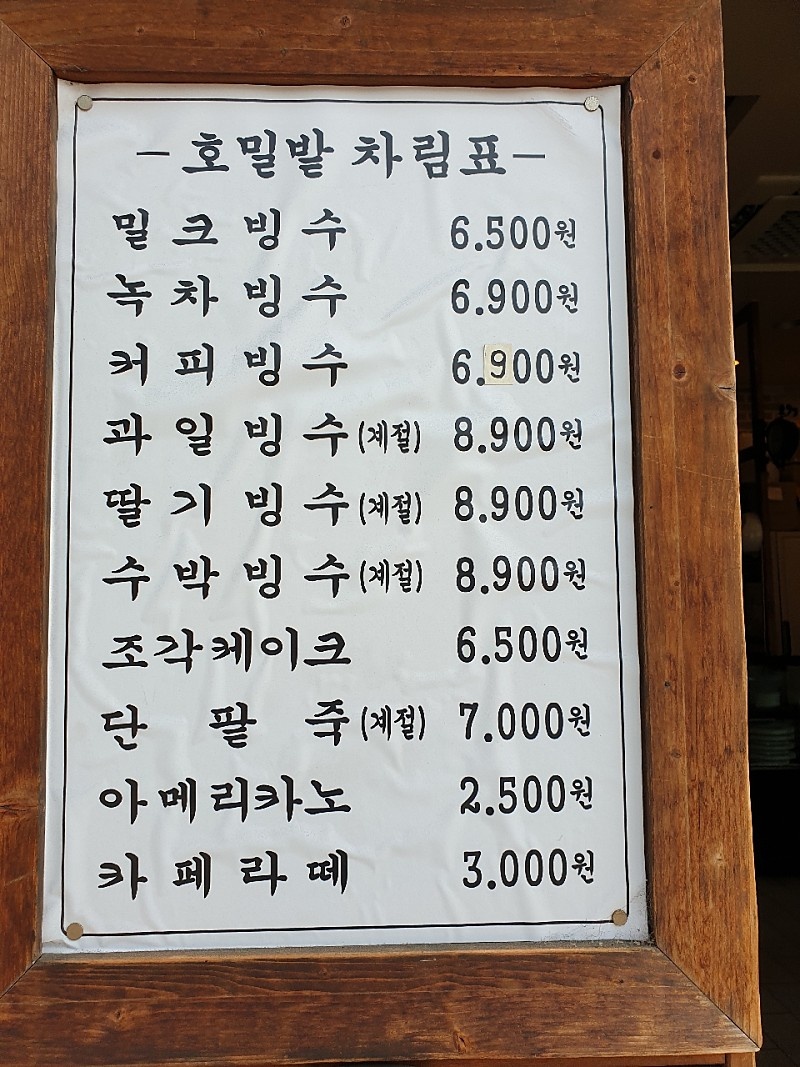 -호밀밭 차림표-
밀크빙수 6.500원
녹차빙수 6.900원
커피빙수 6.900원
과일빙수(계절) 8.900원
딸기빙수(계절) 8.900원
수박빙수(계절) 8.900원
조각케이크 6.500원
단팥죽(계절) 7.000원
아메리카노 2.500원
카페라떼 3.000원